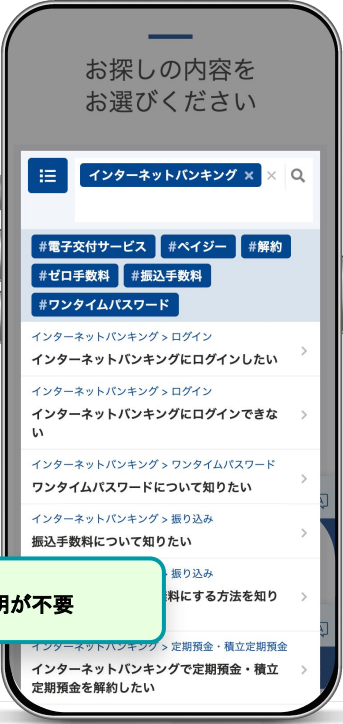 お探しの内容を
お選びください
インターネットバンキング × × 
#電子交付サービス #ペイジー #解約
#ゼロ手数料 #振込手数料
#ワンタイムパスワード
インターネットバンキング > ログイン
インターネットバンキングにログインしたい
インターネットバンキング > ログイン
インターネットバンキングにログインできな
い
インターネットバンキング > ワンタイムパスワード
ワンタイムパスワードについて知りたい
インターネットバンキング > 振り込み
振込手数料について知りたい
振り込み
料にする方法を知り
が不要
インターネットバンキング > 定期預金・積立定期預金
インターネットバンキングで定期預金・積立
定期預金を解約したい